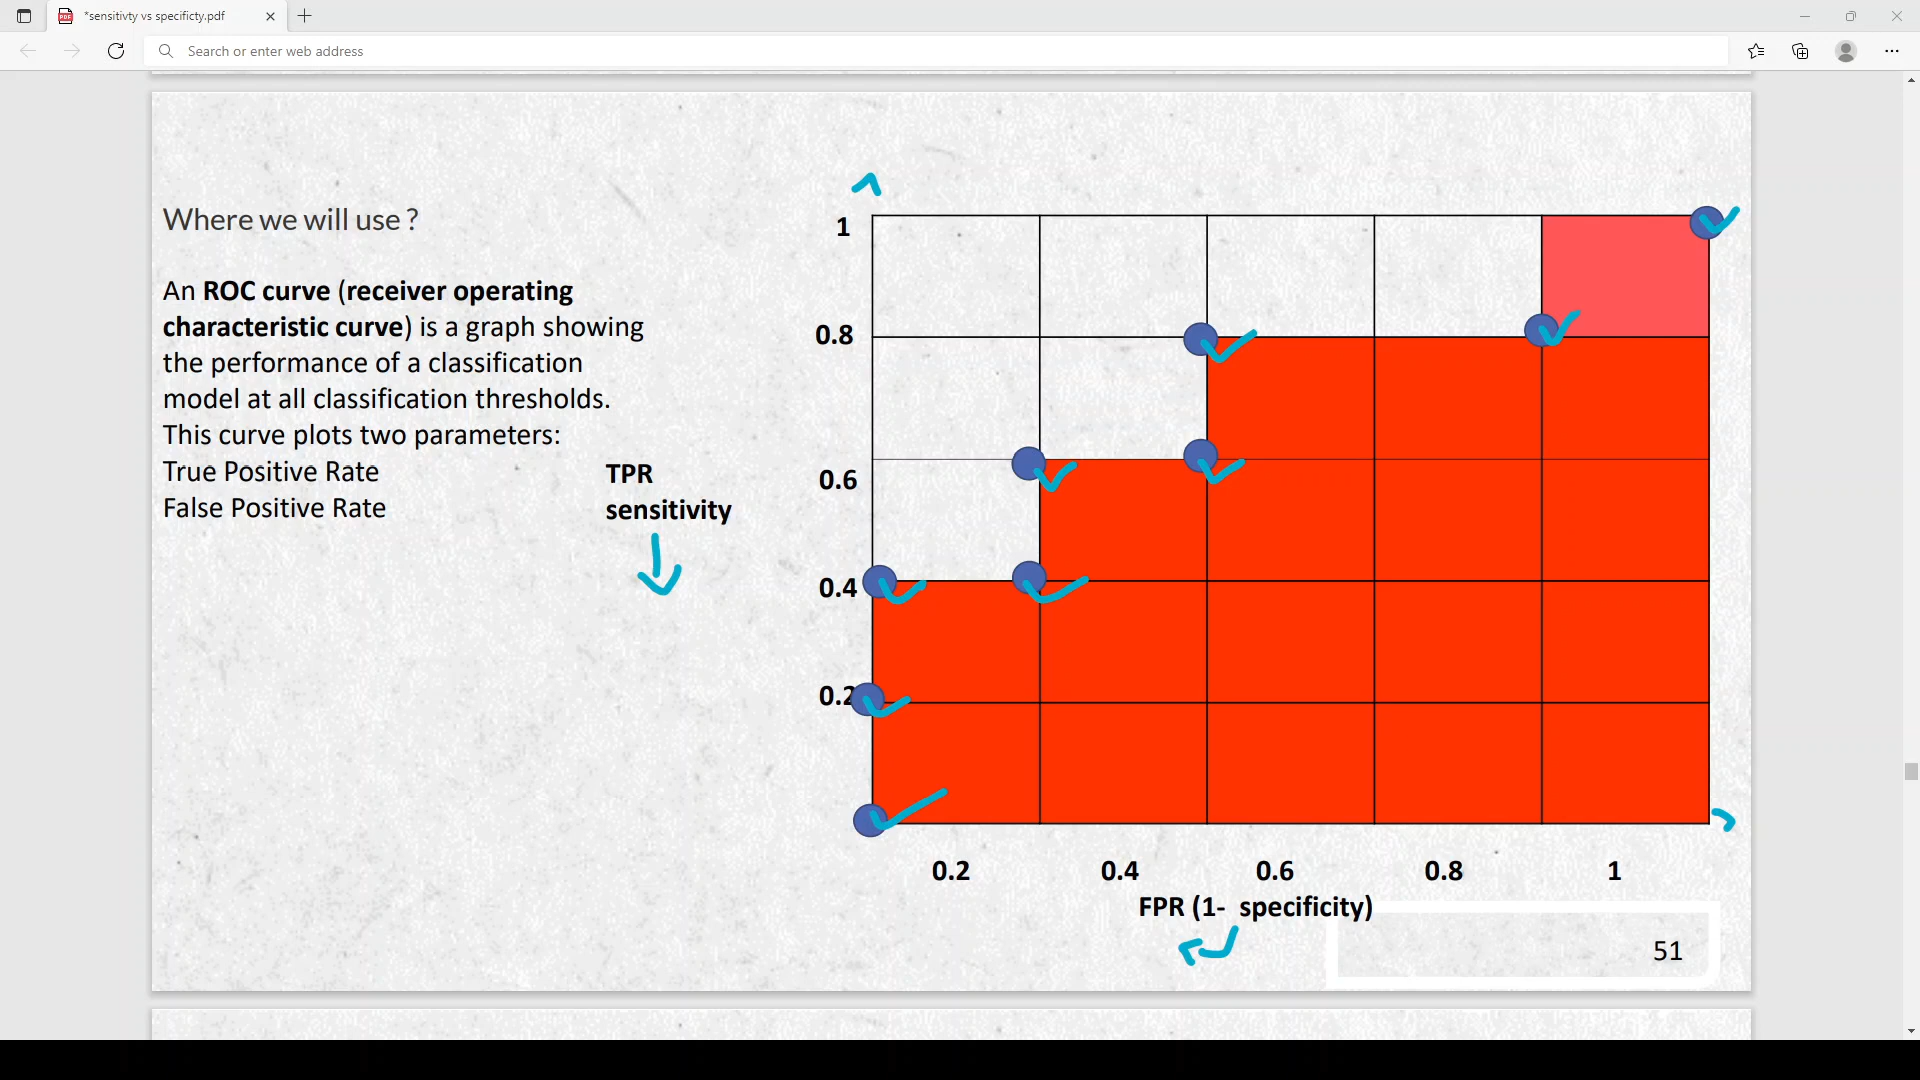 *sensitivty vs specificty.pdf
Search or enter web address
Where we will use ?
An ROC curve (receiver operating
characteristic curve) is a graph showing
the performance of a classification
model at all classification thresholds.
This curve plots two parameters:
True Positive Rate
False Positive Rate
TPR
sensitivity
1
0.8
0.6
0.4
0.2
0.2 0.4 0.6 0.8 1
FPR (1- specificity)
51